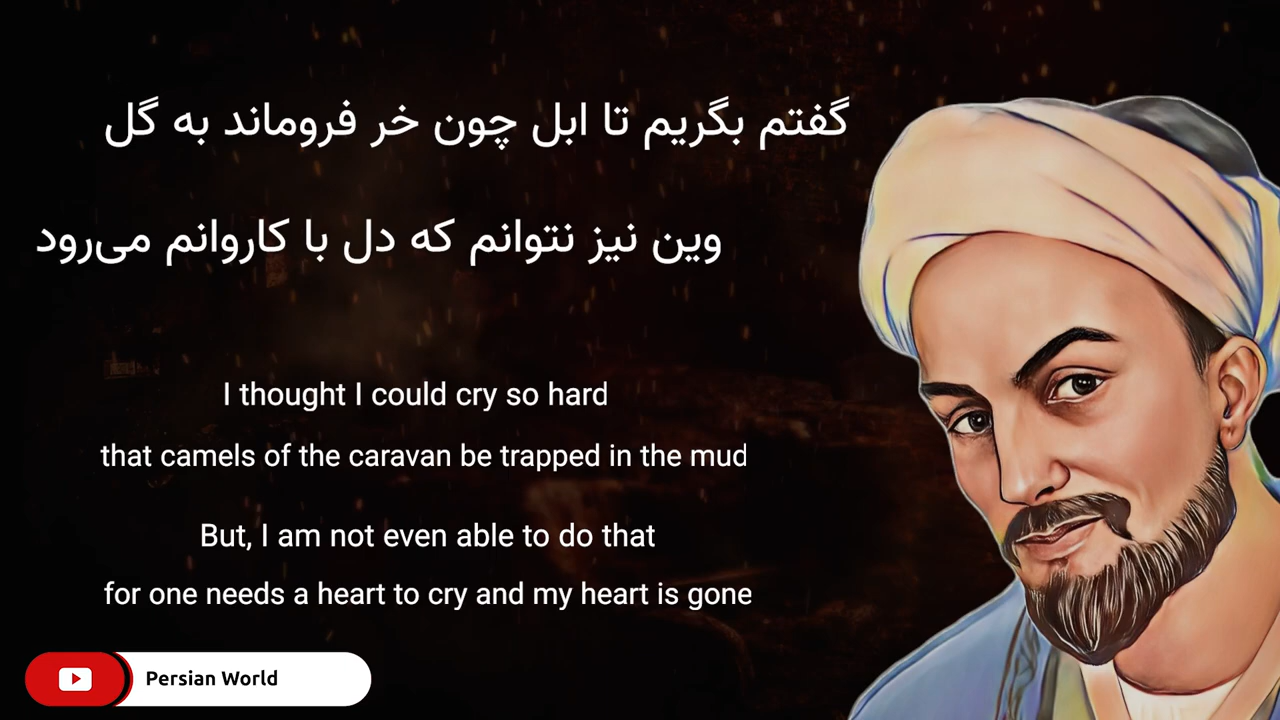 گفتم بگریم تا ابل چون خر فروماند به گل
وین نیز نتوانم که دل با کاروانم می‌رود
I thought I could cry so hard
that camels of the caravan be trapped in the mud
But, I am not even able to do that
for one needs a heart to cry and my heart is gone
Persian World